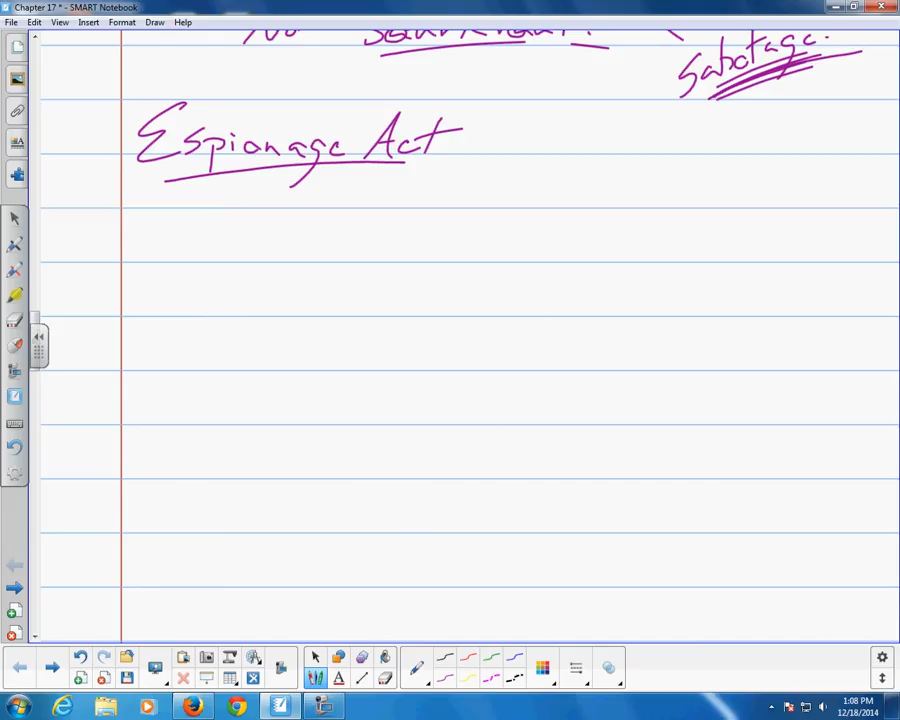 Chapter 17 * - SMART Notebook
File Edit View Insert Format Tools Draw Help
Sabotage.
Espionage Act
1:08 PM
12/18/2014